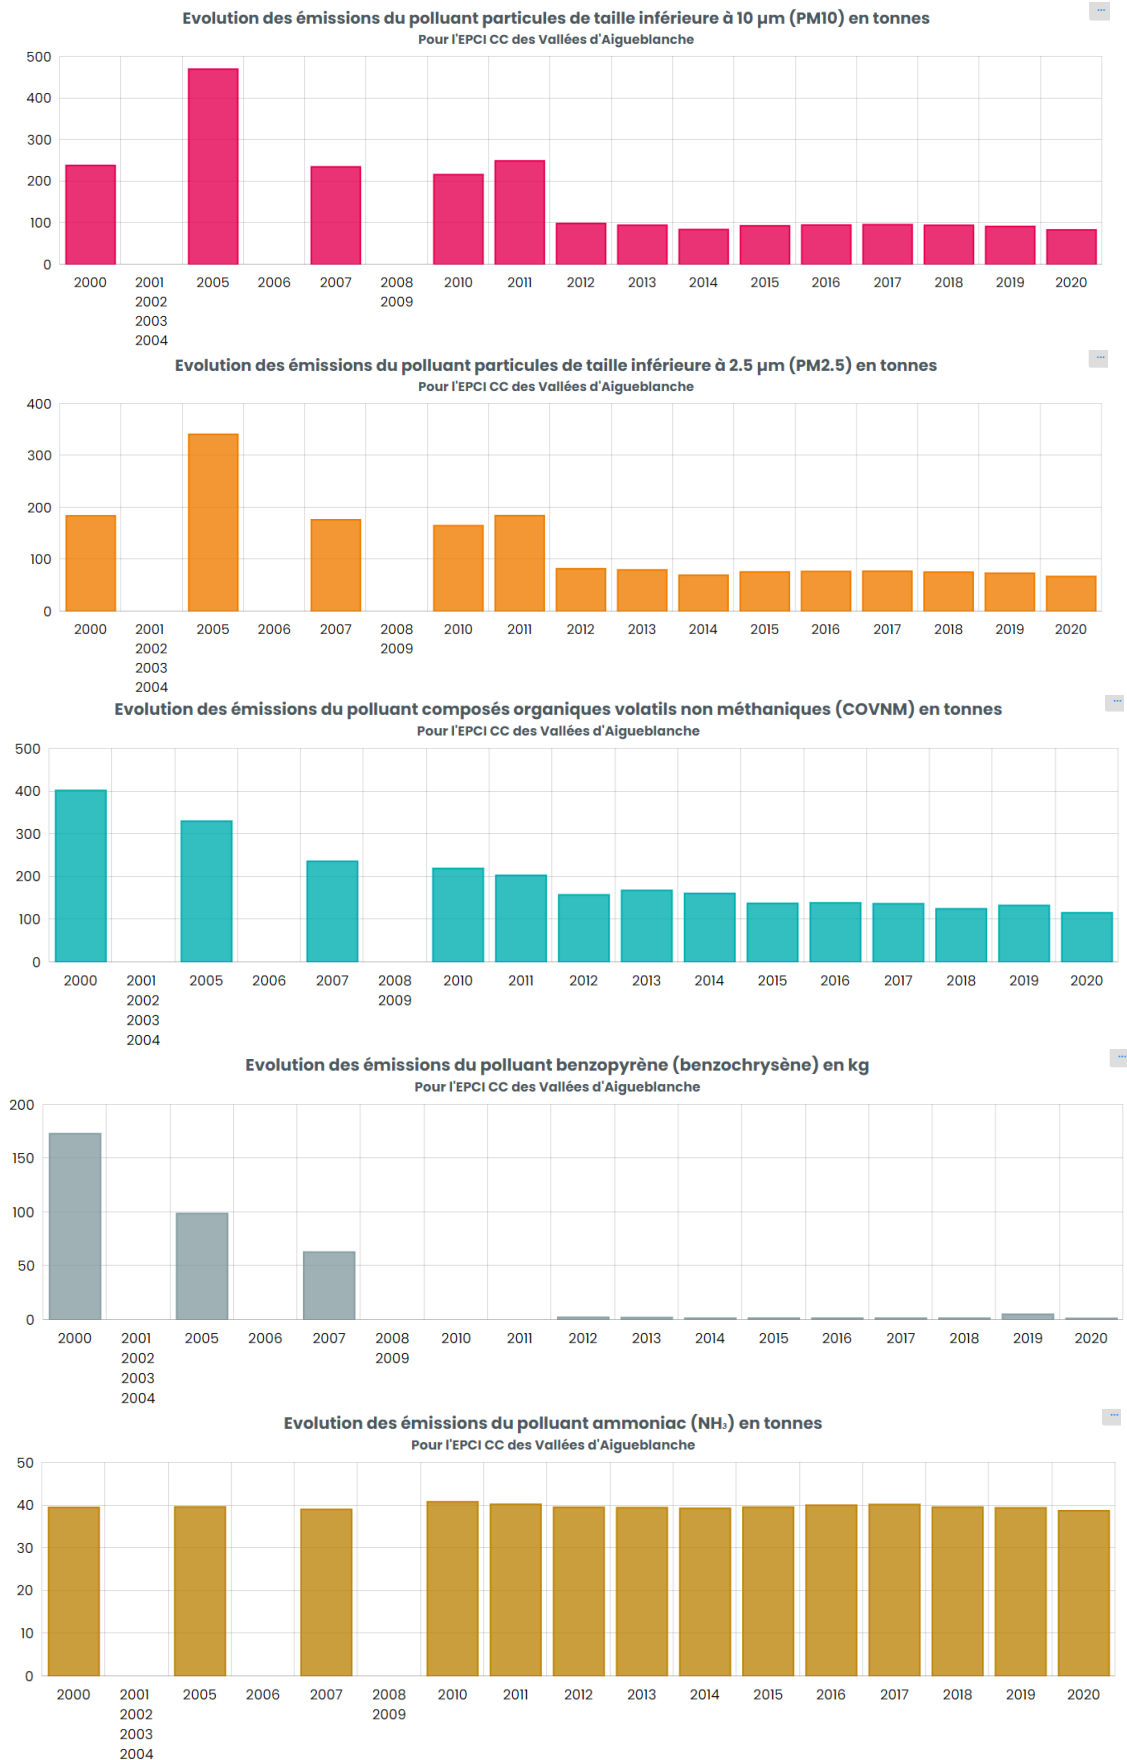 Evolution des émissions du polluant particules de taille inférieure à 10 µm (PM10) en tonnes
Pour l'EPCI CC des Vallées d'Aigueblanche
500
400
300
200
100
0
2000 2001 2005 2006 2007 2008 2010 2011 2012 2013 2014 2015 2016 2017 2018 2019 2020
2002 2009
2003
2004
Evolution des émissions du polluant particules de taille inférieure à 2.5 µm (PM2.5) en tonnes
Pour l'EPCI CC des Vallées d'Aigueblanche
400
300
200
100
0
2000 2001 2005 2006 2007 2008 2010 2011 2012 2013 2014 2015 2016 2017 2018 2019 2020
2002 2009
2003
2004
Evolution des émissions du polluant composés organiques volatils non méthaniques (COVNM) en tonnes
Pour l'EPCI CC des Vallées d'Aigueblanche
500
400
300
200
100
0
2000 2001 2005 2006 2007 2008 2010 2011 2012 2013 2014 2015 2016 2017 2018 2019 2020
2002 2009
2003
2004
Evolution des émissions du polluant benzopyrène (benzochrysène) en kg
Pour l'EPCI CC des Vallées d'Aigueblanche
200
150
100
50
0
2000 2001 2005 2006 2007 2008 2010 2011 2012 2013 2014 2015 2016 2017 2018 2019 2020
2002 2009
2003
2004
Evolution des émissions du polluant ammoniac (NH₃) en tonnes
Pour l'EPCI CC des Vallées d'Aigueblanche
50
40
30
20
10
0
2000 2001 2005 2006 2007 2008 2010 2011 2012 2013 2014 2015 2016 2017 2018 2019 2020
2002 2009
2003
2004